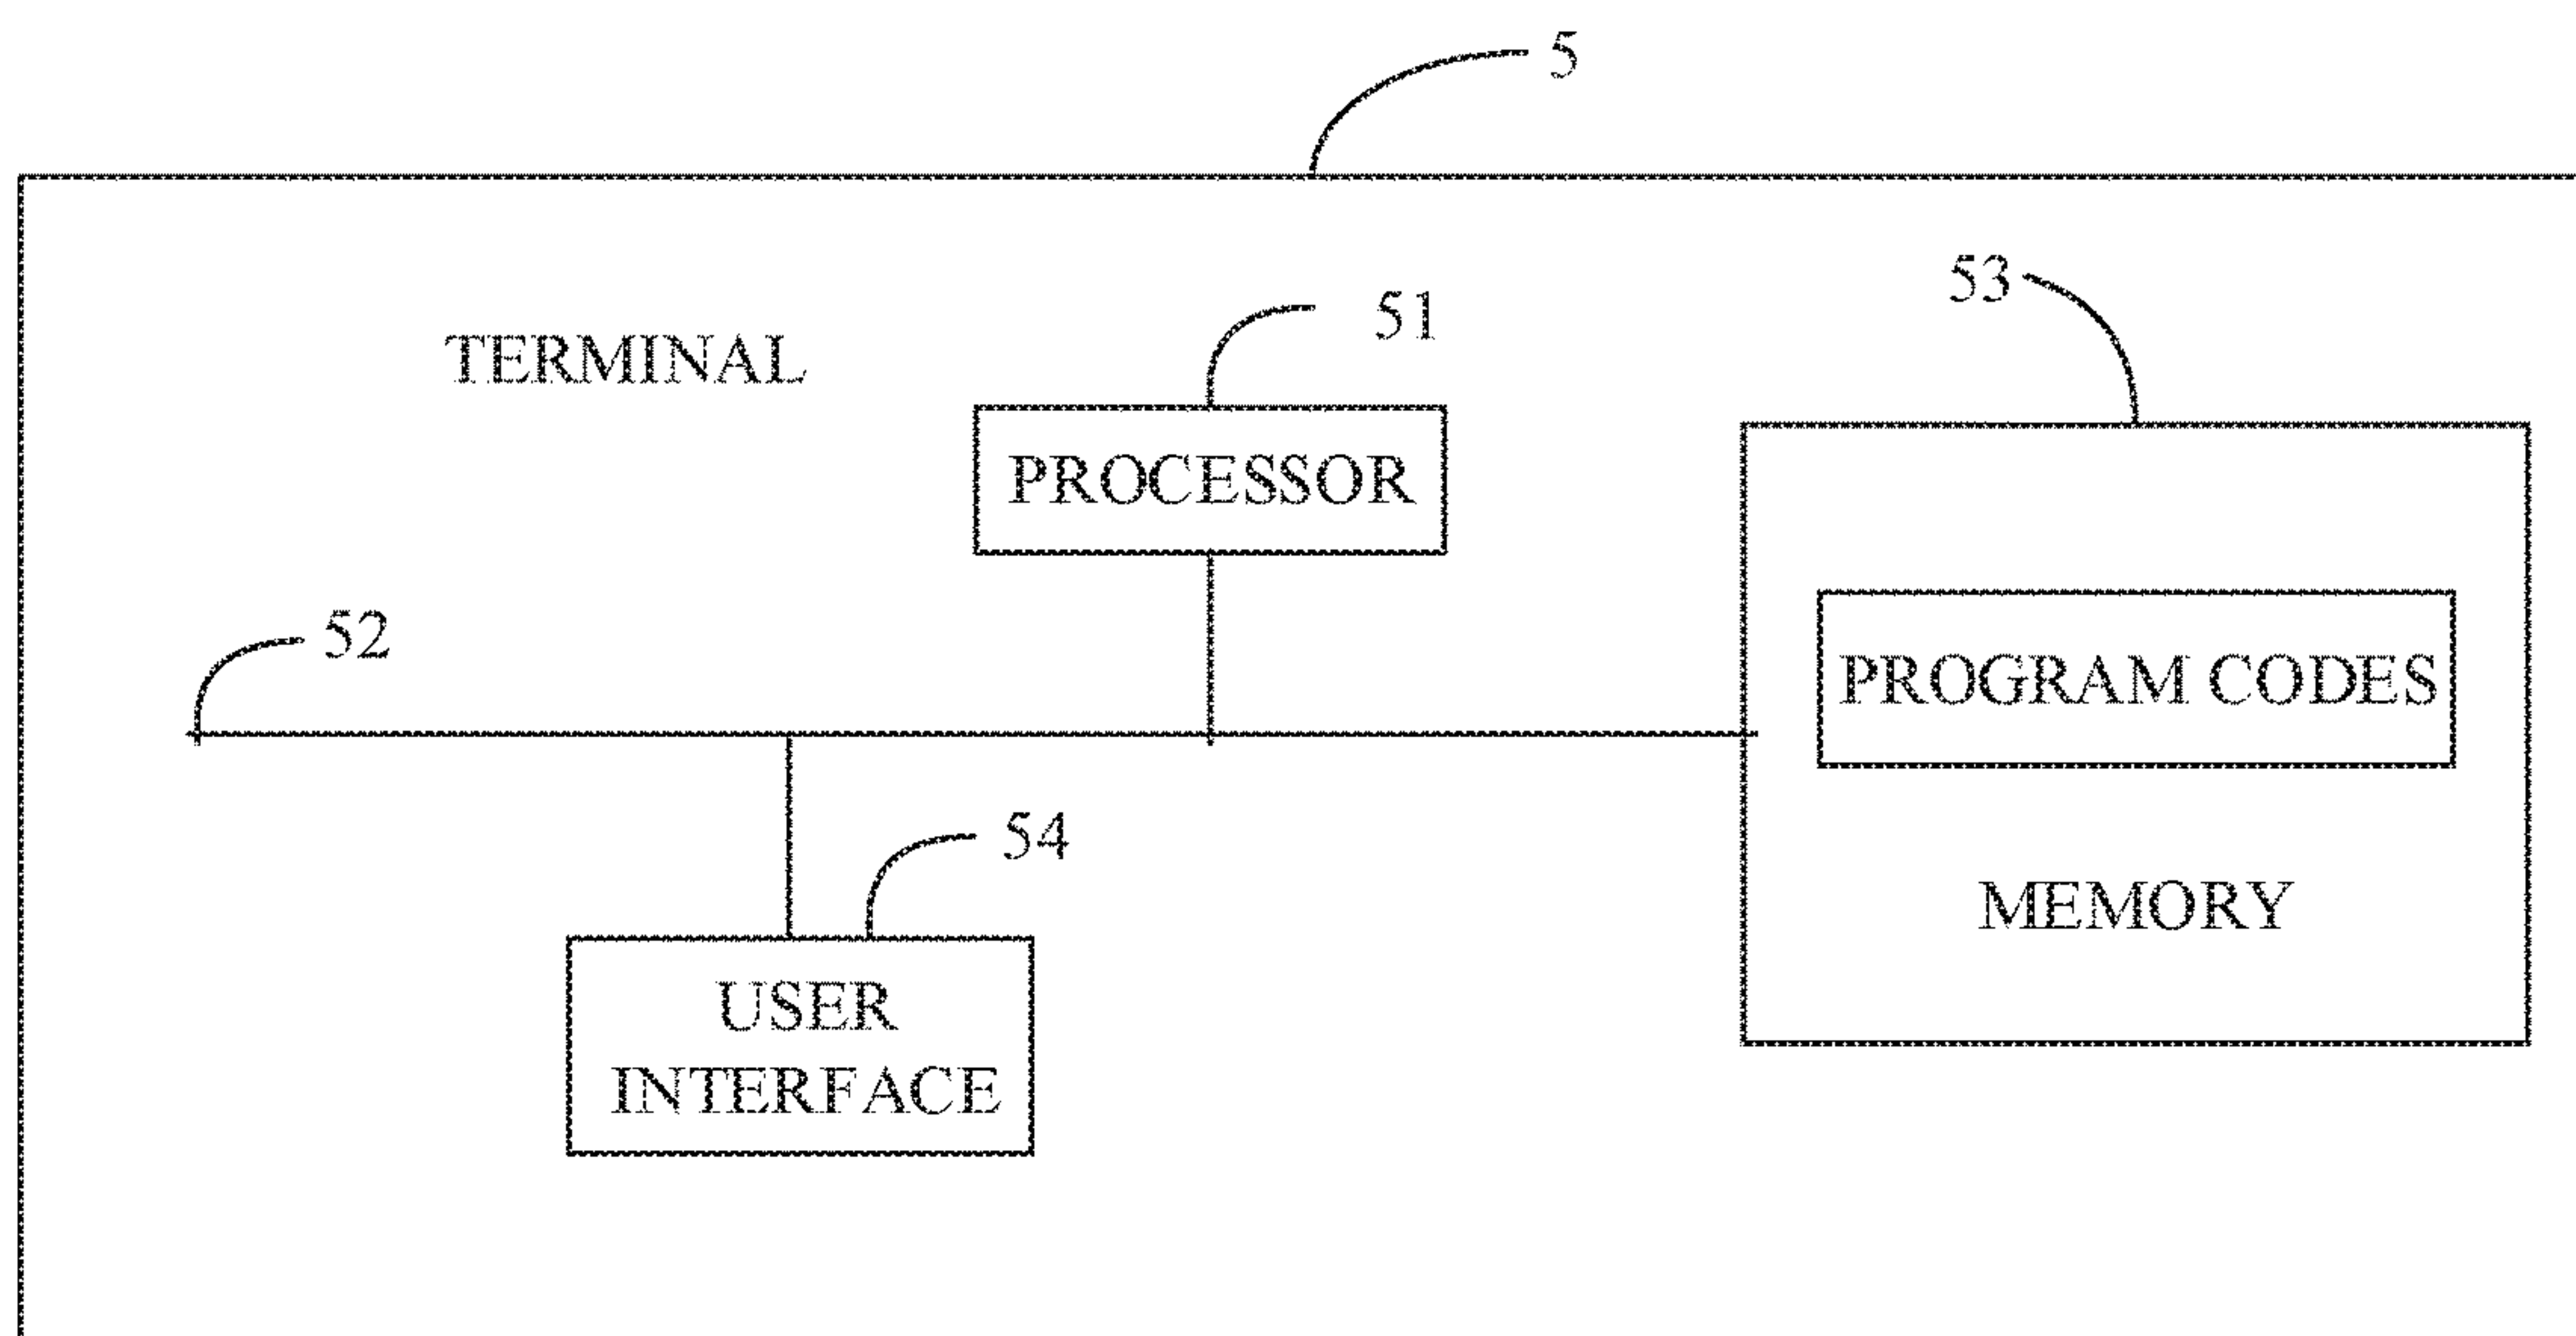 5
53
51
TERMINAL
PROCESSOR
52
PROGRAM CODES
54
MEMORY
USER
INTERFACE